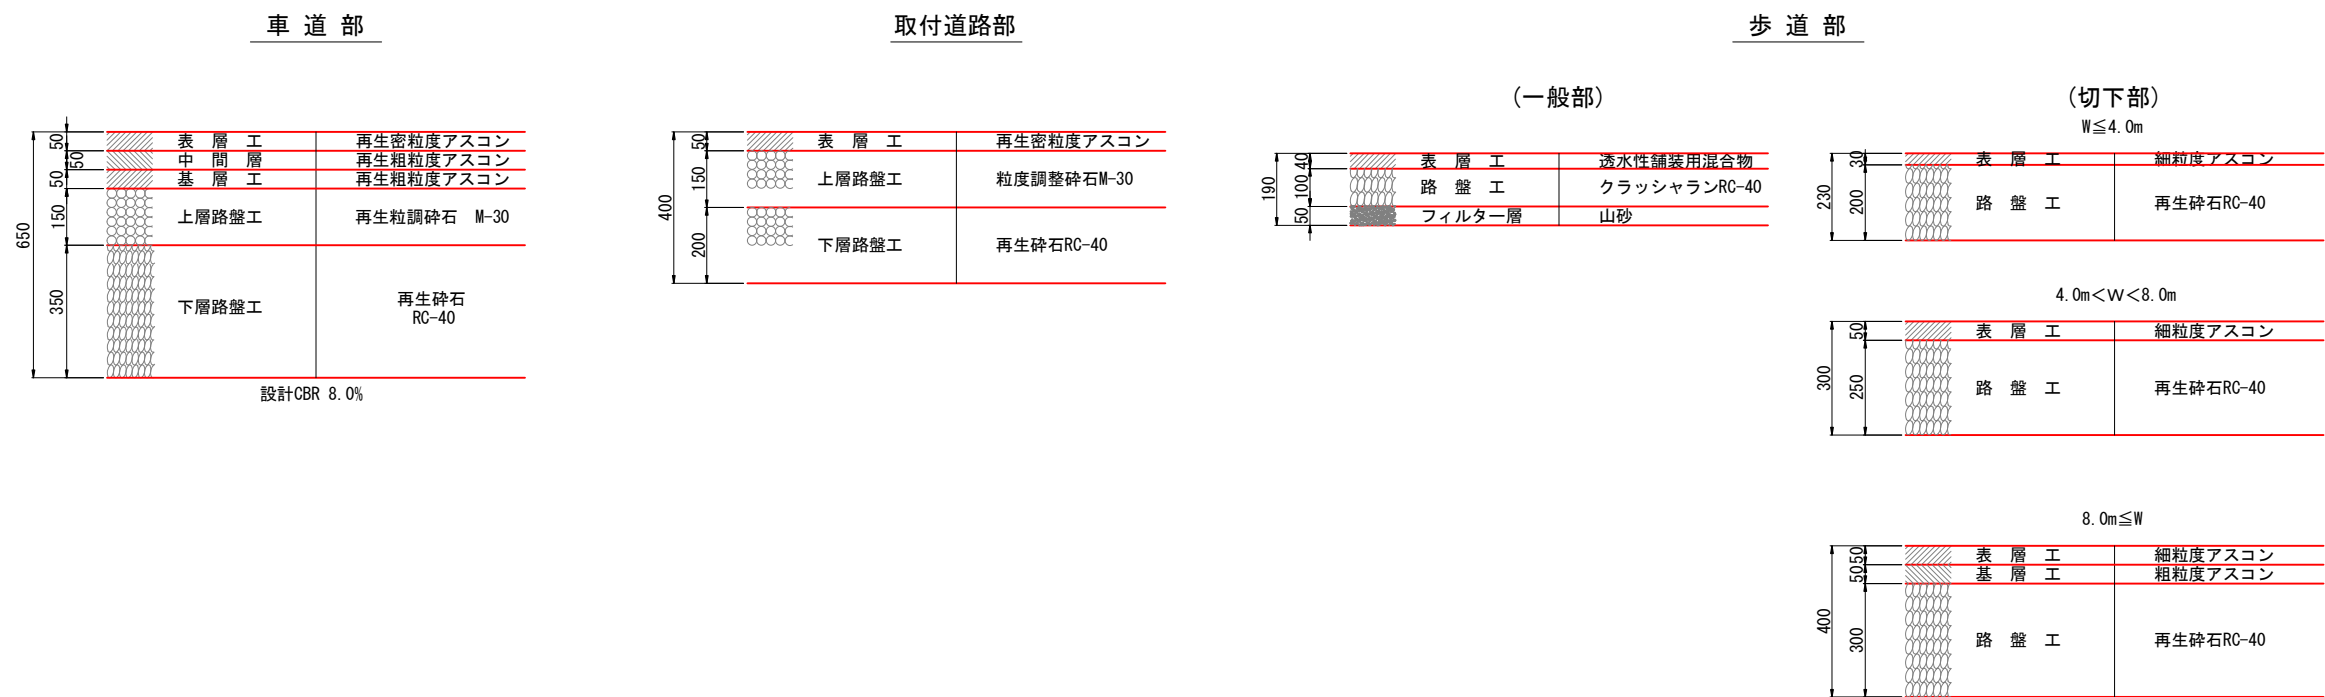 車 道 部
50 表 層 工 再生密粒度アスコン
50 中 間 層 再生粗粒度アスコン
50 基 層 工 再生粗粒度アスコン
150 上層路盤工 再生粒調砕石 M-30
650
350 下層路盤工 再生砕石
RC-40
設計CBR 8.0%
取付道路部
50 表 層 工 再生密粒度アスコン
150 上層路盤工 粒度調整砕石M-30
400
200 下層路盤工 再生砕石RC-40
歩 道 部
(一般部)
40 表 層 工 透水性舗装用混合物
190 100 路 盤 工 クラッシャランRC-40
50 フィルター層 山砂
(切下部)
W≦4.0m
30 表 層 工 細粒度アスコン
230 200 路 盤 工 再生砕石RC-40
4.0m<W<8.0m
50 表 層 工 細粒度アスコン
300 250 路 盤 工 再生砕石RC-40
8.0m≦W
50 表 層 工 細粒度アスコン
50 基 層 工 粗粒度アスコン
400 300 路 盤 工 再生砕石RC-40